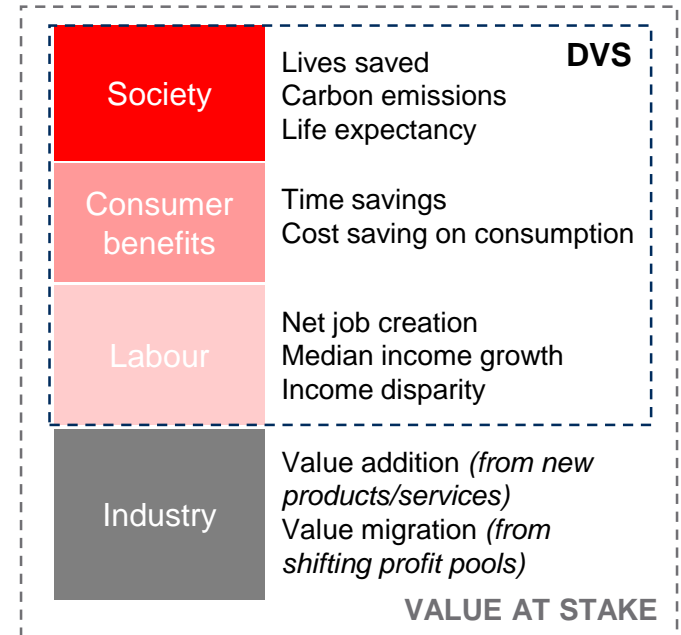 DVS
Society
Lives saved
Carbon emissions
Life expectancy
Consumer
benefits
Time savings
Cost saving on consumption
Labour
Net job creation
Median income growth
Income disparity
Industry
Value addition (from new
products/services)
Value migration (from
shifting profit pools)
VALUE AT STAKE